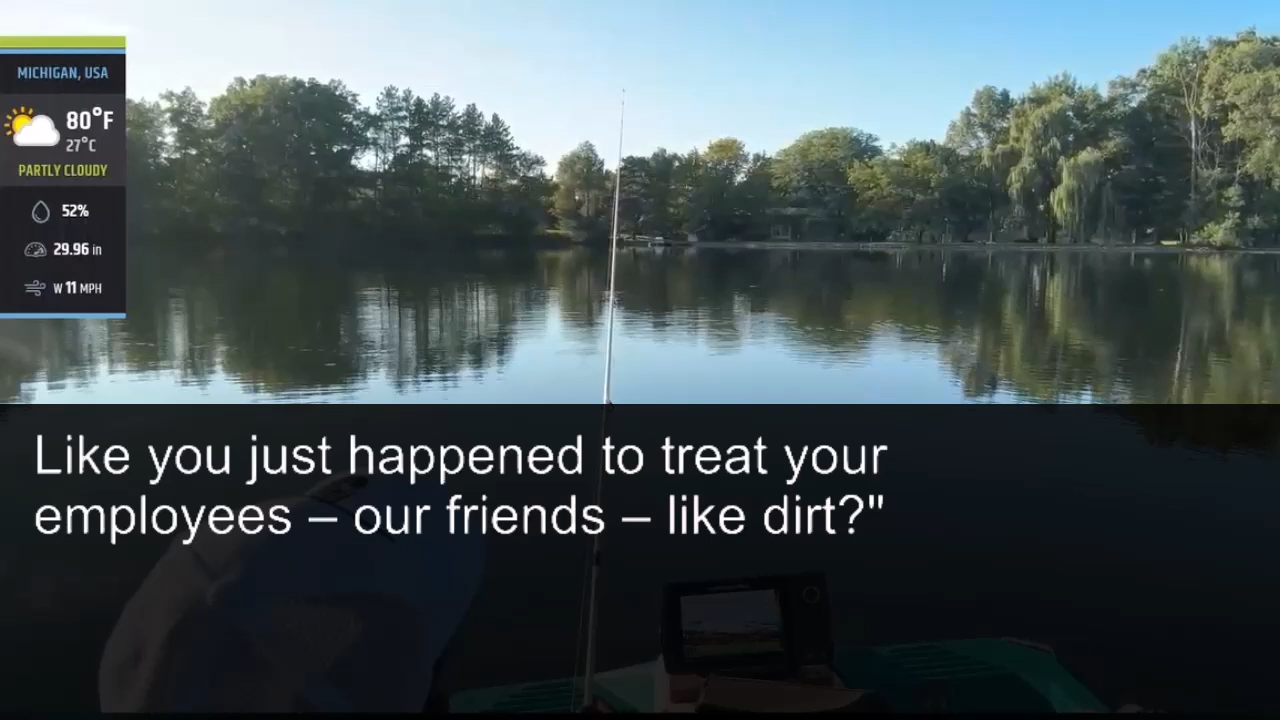 MICHIGAN, USA
80°F
27°C
PARTLY CLOUDY
52%
29.96 in
W 11 MPH
Like you just happened to treat your
employees – our friends – like dirt?"